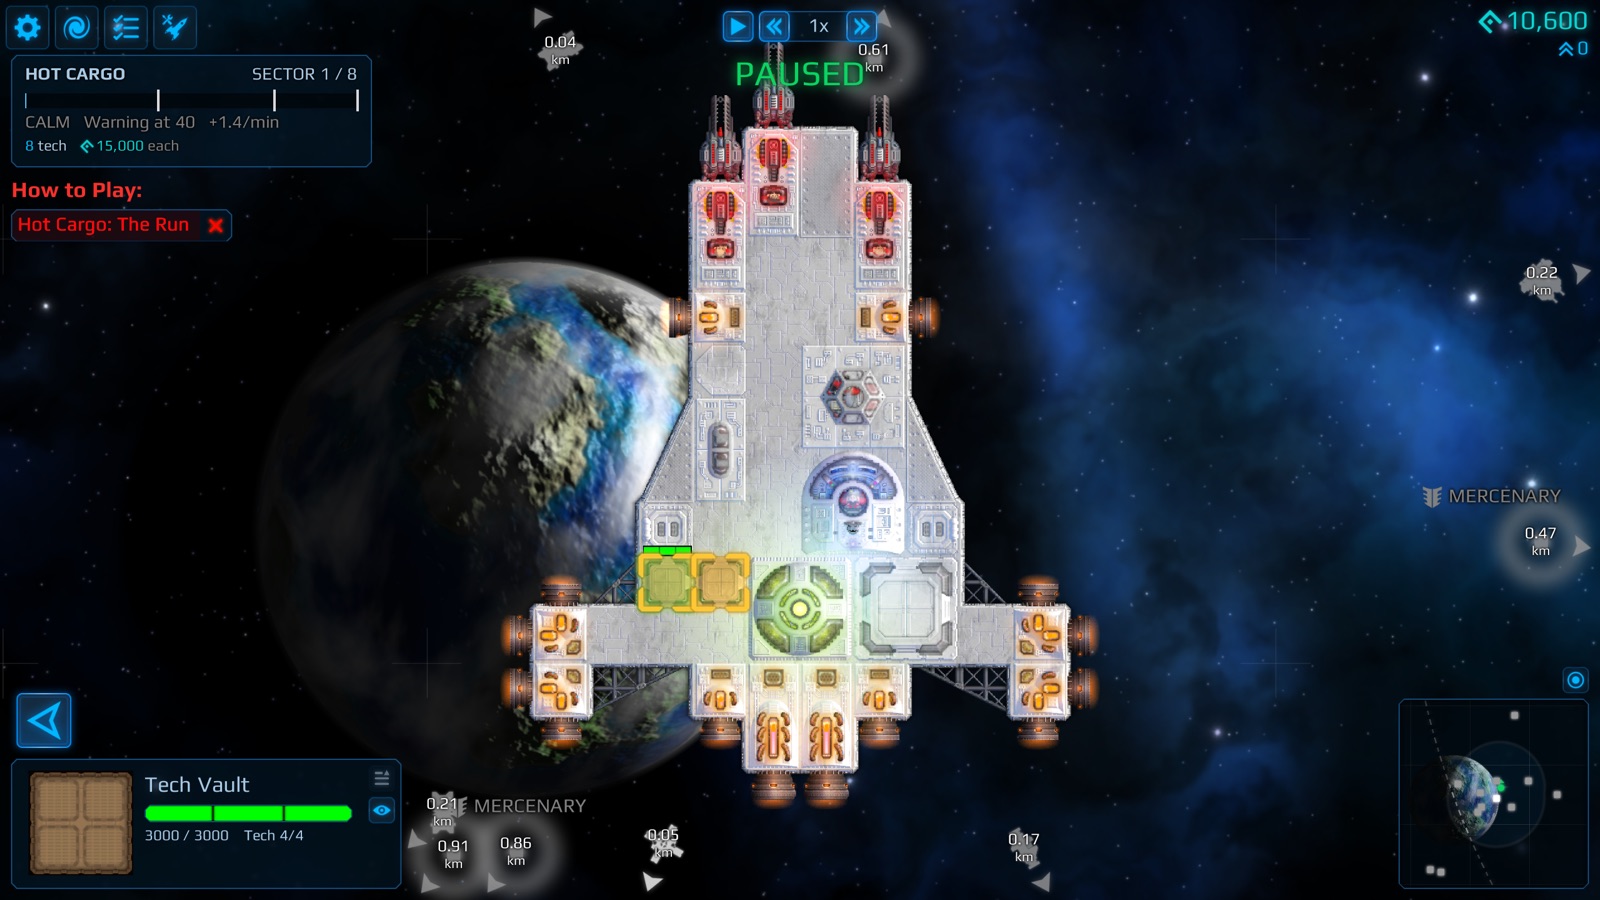 0.04
km
1x
0.61
km
10,600
0
PAUSED
HOT CARGO SECTOR 1 / 8
CALM Warning at 40 +1.4/min
8 tech 15,000 each
How to Play:
Hot Cargo: The Run
0.22
km
MERCENARY
0.47
km
Tech Vault
3000 / 3000 Tech 4/4
0.21
km
MERCENARY
0.91
km
0.86
km
0.05
km
0.17
km